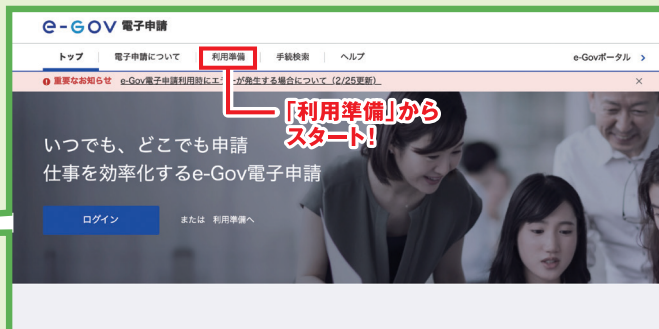 e-GOV 電子申請
トップ 電子申請について 利用準備 手続検索 ヘルプ e-Govポータル
重要なお知らせ e-Gov電子申請利用時にエラーが発生する場合について（2/25更新）
「利用準備」から
スタート！
いつでも、どこでも申請
仕事を効率化するe-Gov電子申請
ログイン または 利用準備へ